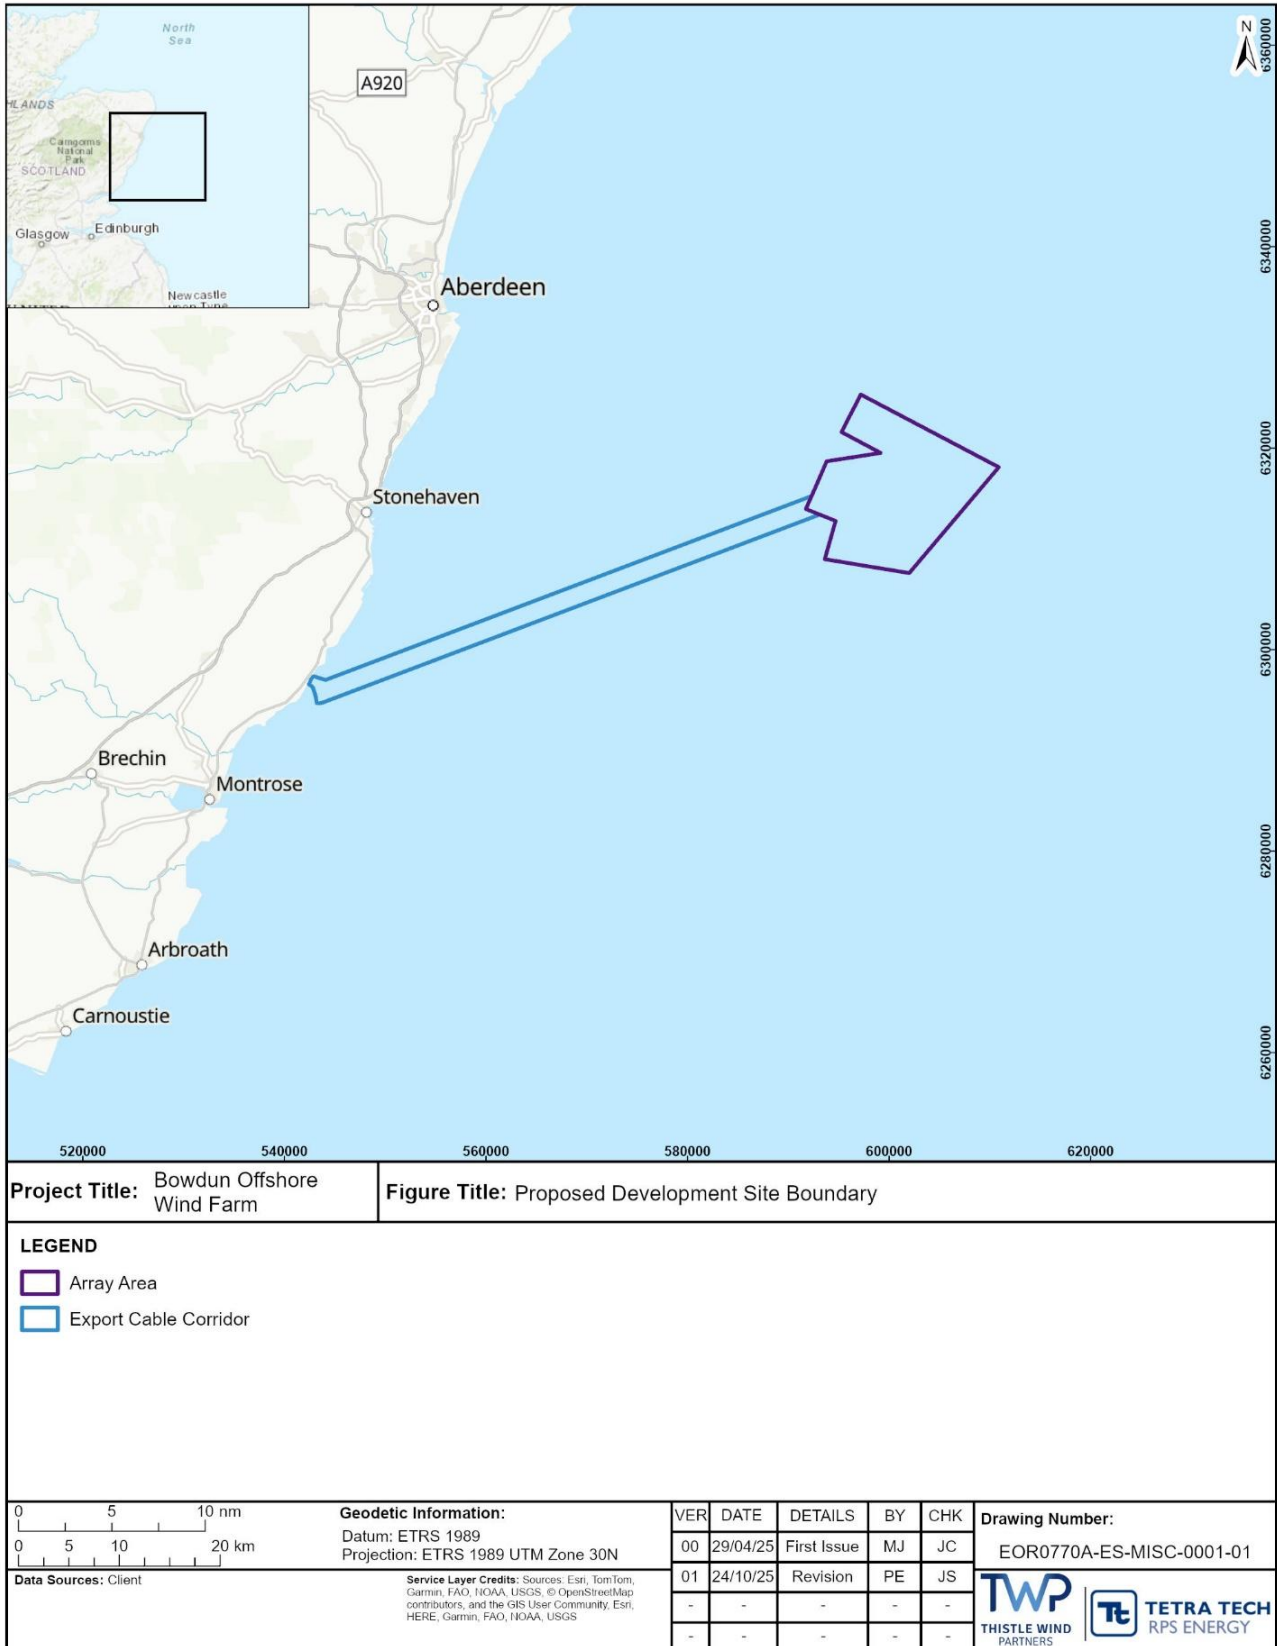 North
Sea
HLANDS
Cairngorms
National
Park
SCOTLAND
Glasgow
Edinburgh
Newcastle
upon Tyne
A920
N
Aberdeen
Stonehaven
Brechin
Montrose
Arbroath
Carnoustie
6360000
6340000
6320000
6300000
6280000
6260000
520000 540000 560000 580000 600000 620000
Project Title: Bowdun Offshore
Wind Farm
Figure Title: Proposed Development Site Boundary
LEGEND
Array Area
Export Cable Corridor
0 5 10 nm
0 5 10 20 km
Data Sources: Client
Geodetic Information:
Datum: ETRS 1989
Projection: ETRS 1989 UTM Zone 30N
Service Layer Credits: Sources: Esri, TomTom,
Garmin, FAO, NOAA, USGS, © OpenStreetMap
contributors, and the GIS User Community, Esri,
HERE, Garmin, FAO, NOAA, USGS
VER DATE DETAILS BY CHK
00 29/04/25 First Issue MJ JC
01 24/10/25 Revision PE JS
- - - - -
- - - - -
Drawing Number:
EOR0770A-ES-MISC-0001-01
TWP
THISTLE WIND
PARTNERS
Tt
TETRA TECH
RPS ENERGY